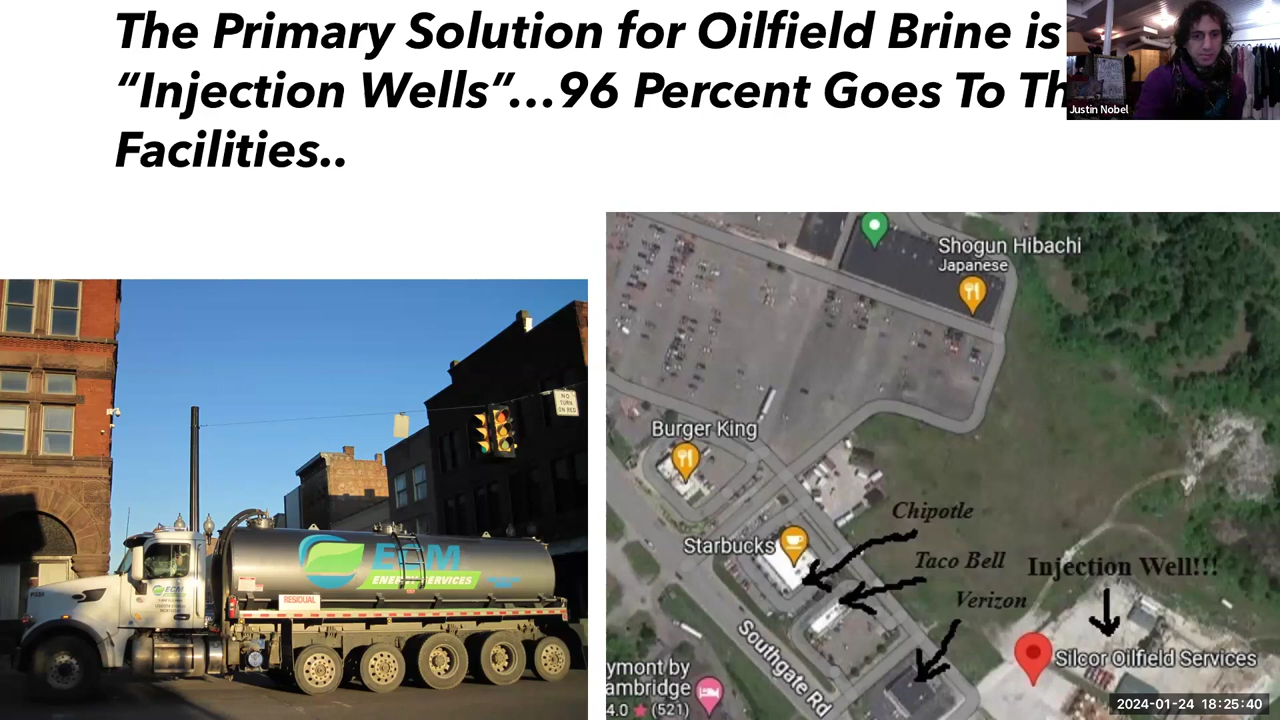 The Primary Solution for Oilfield Brine is
“Injection Wells”...96 Percent Goes To Th
Facilities..
Justin Nobel
NO
TURN
ON RED
ECM
ENERGY SERVICES
ECM
RESIDUAL
Shogun Hibachi
Japanese
Burger King
Starbucks
Chipotle
Taco Bell
Verizon
Injection Well!!!
Southgate Rd
Silcor Oilfield Services
ymont by
ambridge
4.0 ★ (521)
2024-01-24 18:25:40